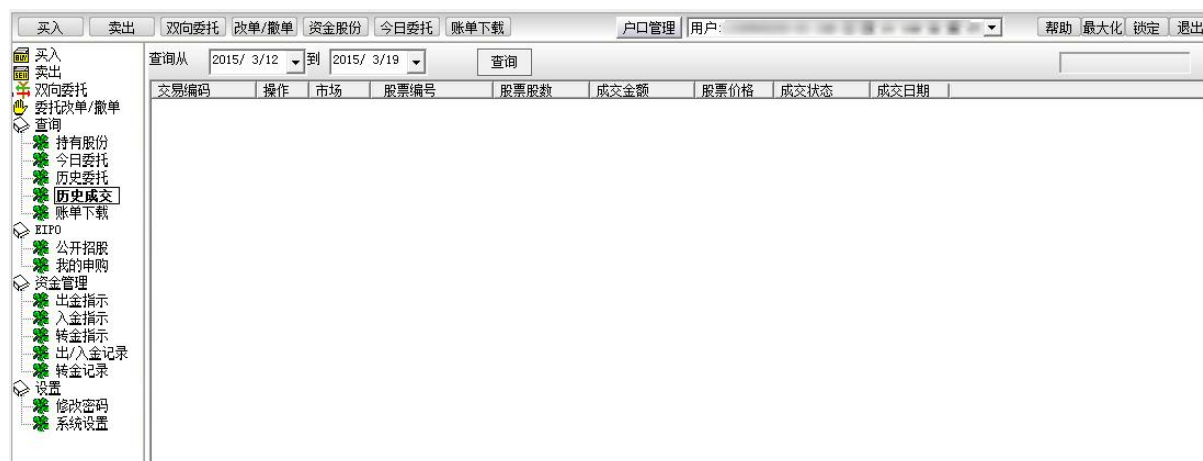 买入 卖出 双向委托 改单/撤单 资金股份 今日委托 账单下载 户口管理 用户: 帮助 最大化 锁定 退出
查询从 2015/ 3/12 到 2015/ 3/19 查询
交易编码 操作 市场 股票编号 股票股数 成交金额 股票价格 成交状态 成交日期
BUY 买入
SELL 卖出
双向委托
委托改单/撤单
查询
持有股份
今日委托
历史委托
历史成交
账单下载
EIPO
公开招股
我的申购
资金管理
出金指示
入金指示
转金指示
出/入金记录
转金记录
设置
修改密码
系统设置